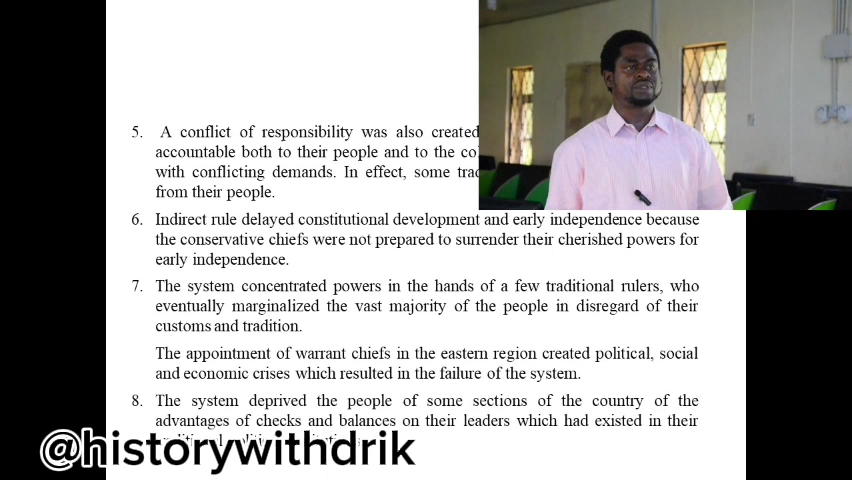 5. A conflict of responsibility was also created
accountable both to their people and to the
with conflicting demands. In effect, some
from their people.
6. Indirect rule delayed constitutional development and early independence because
the conservative chiefs were not prepared to surrender their cherished powers for
early independence.
7. The system concentrated powers in the hands of a few traditional rulers, who
eventually marginalized the vast majority of the people in disregard of their
customs and tradition.
The appointment of warrant chiefs in the eastern region created political, social
and economic crises which resulted in the failure of the system.
8. The system deprived the people of some sections of the country of the
advantages of checks and balances on their leaders which had existed in their
@historywithdrik